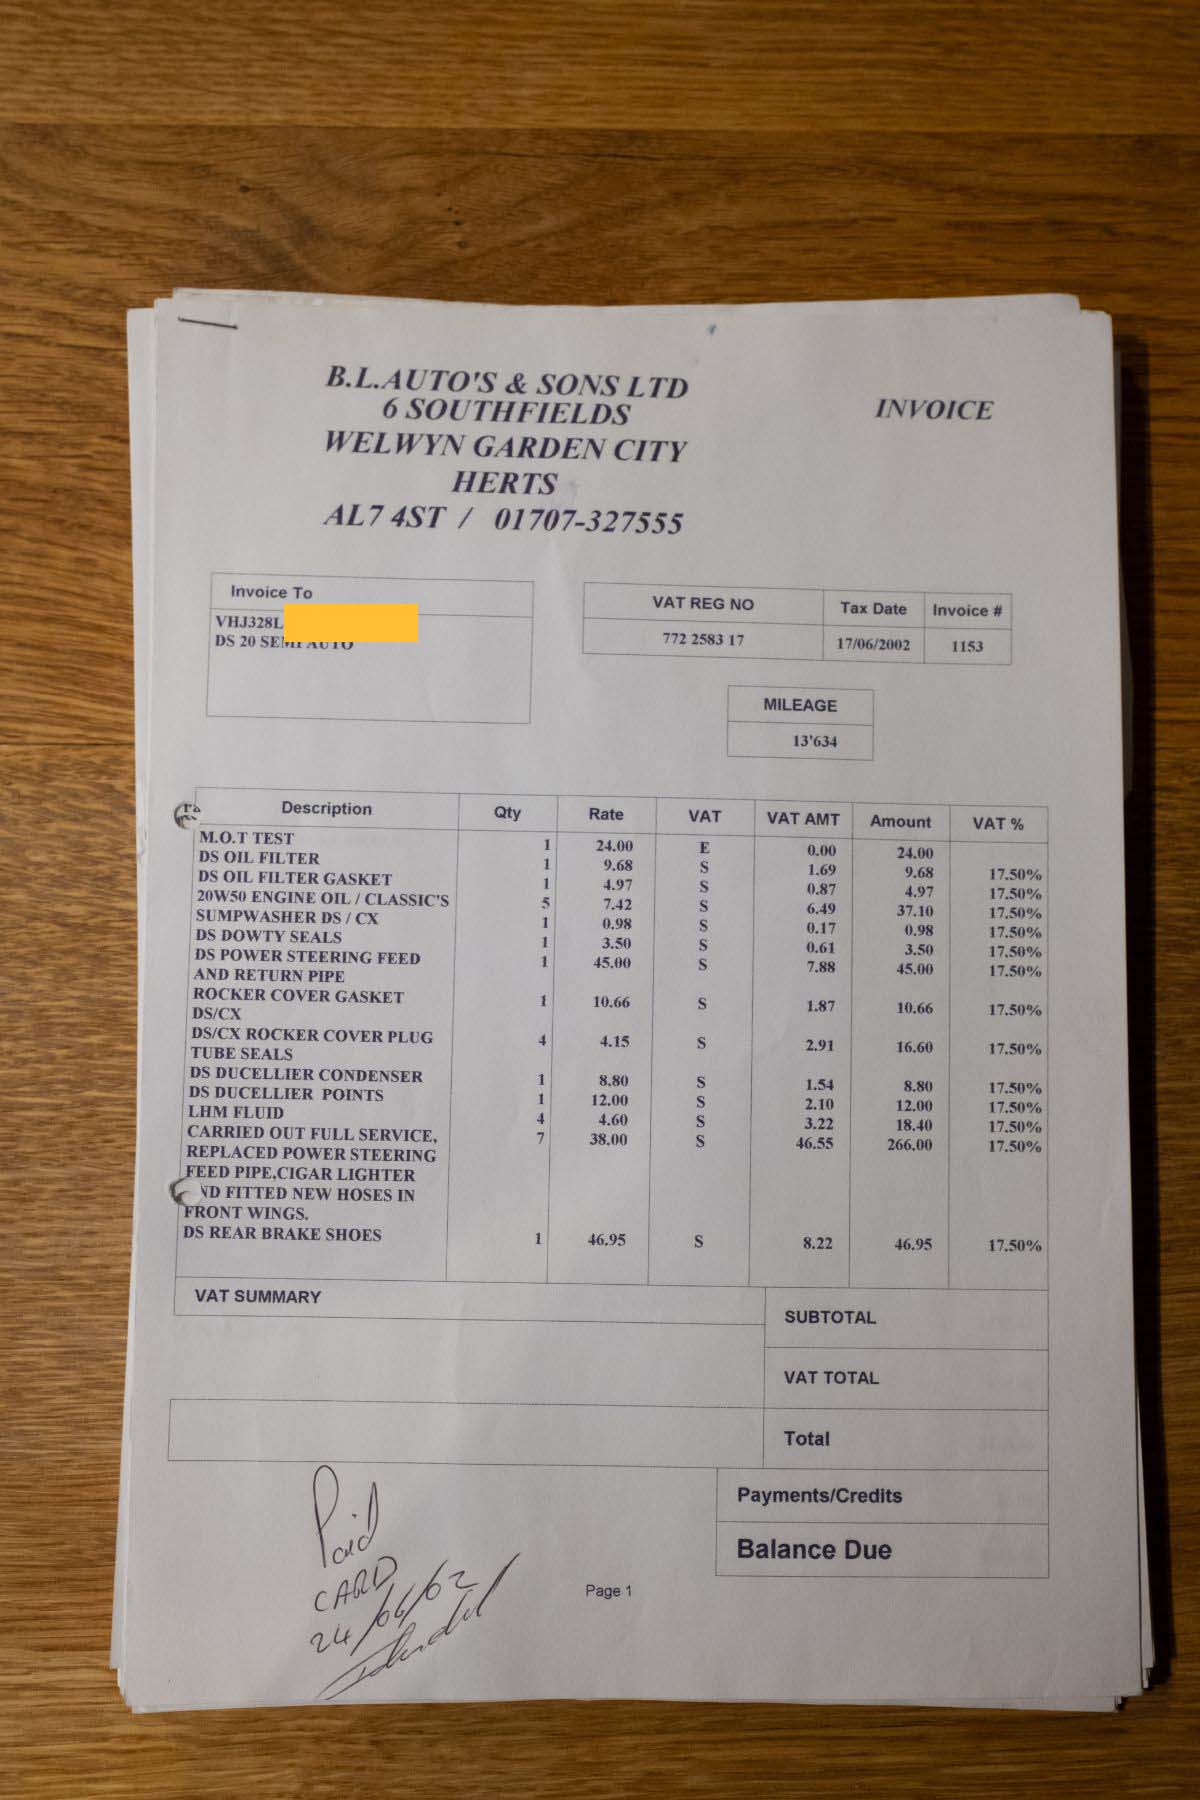 B.L.AUTO'S & SONS LTD
6 SOUTHFIELDS
WELWYN GARDEN CITY
HERTS
AL7 4ST / 01707-327555
INVOICE
Invoice To
VHJ328L
DS 20 SEMI AUTO
VAT REG NO Tax Date Invoice #
772 2583 17 17/06/2002 1153
MILEAGE
13'634
Description Qty Rate VAT VAT AMT Amount VAT %
M.O.T TEST 1 24.00 E 0.00 24.00
DS OIL FILTER 1 9.68 S 1.69 9.68 17.50%
DS OIL FILTER GASKET 1 4.97 S 0.87 4.97 17.50%
20W50 ENGINE OIL / CLASSIC'S 5 7.42 S 6.49 37.10 17.50%
SUMPWASHER DS / CX 1 0.98 S 0.17 0.98 17.50%
DS DOWTY SEALS 1 3.50 S 0.61 3.50 17.50%
DS POWER STEERING FEED 1 45.00 S 7.88 45.00 17.50%
AND RETURN PIPE
ROCKER COVER GASKET 1 10.66 S 1.87 10.66 17.50%
DS/CX
DS/CX ROCKER COVER PLUG 4 4.15 S 2.91 16.60 17.50%
TUBE SEALS
DS DUCELLIER CONDENSER 1 8.80 S 1.54 8.80 17.50%
DS DUCELLIER POINTS 1 12.00 S 2.10 12.00 17.50%
LHM FLUID 4 4.60 S 3.22 18.40 17.50%
CARRIED OUT FULL SERVICE, 7 38.00 S 46.55 266.00 17.50%
REPLACED POWER STEERING
FEED PIPE,CIGAR LIGHTER
ND FITTED NEW HOSES IN
FRONT WINGS.
DS REAR BRAKE SHOES 1 46.95 S 8.22 46.95 17.50%
VAT SUMMARY
SUBTOTAL
VAT TOTAL
Total
Payments/Credits
Balance Due
Paid
CARD
24/06/02
Page 1